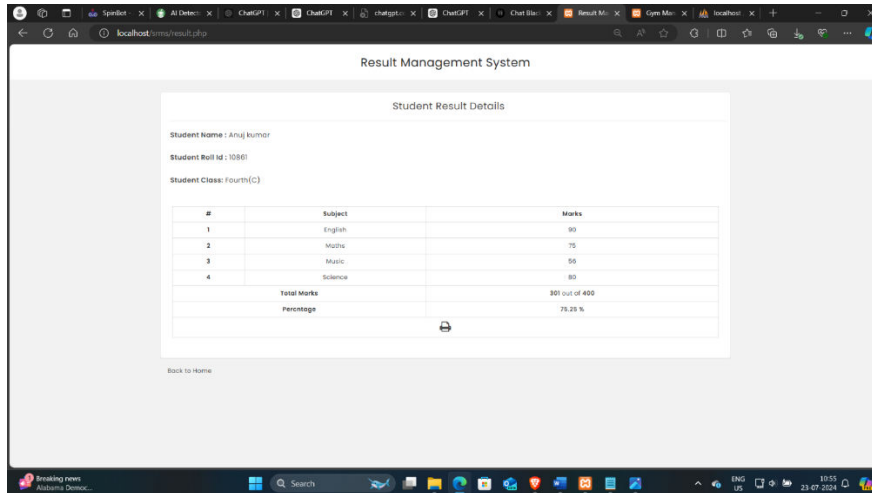 SpinBot -
AI Detect
ChatGPT
ChatGPT
chatgpt.c
ChatGPT
Chat Blac
Result Ma
Gym Man
localhost
localhost/srms/result.php
Result Management System
Student Result Details
Student Name : Anuj kumar
Student Roll Id : 10861
Student Class: Fourth(C)
# Subject Marks
1 English 90
2 Maths 75
3 Music 56
4 Science 80
Total Marks 301 out of 400
Percntage 75.25 %
Back to Home
Breaking news
Alabama Democ...
Search
ENG
US
10:55
23-07-2024